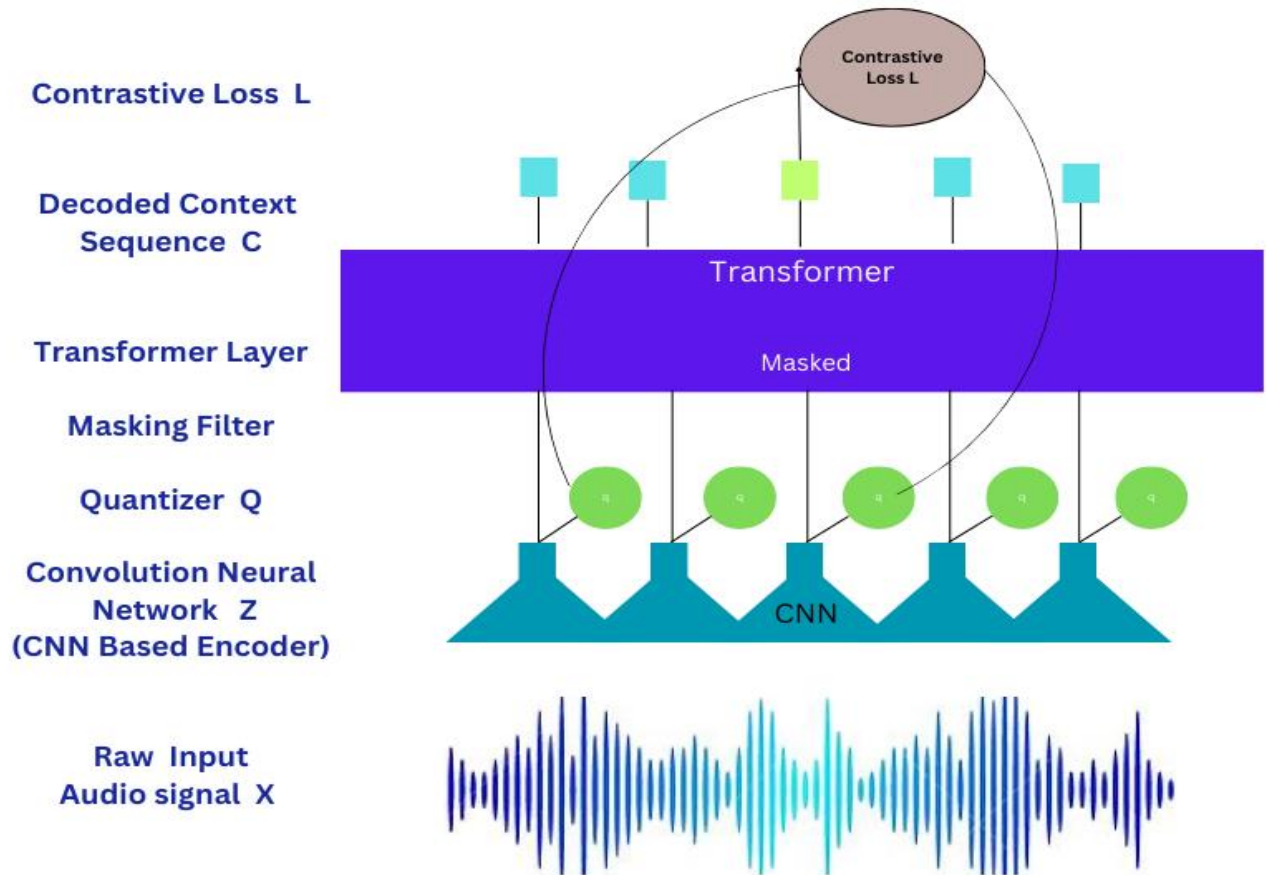 Contrastive Loss L
Contrastive
Loss L
Decoded Context
Sequence C
Transformer
Transformer Layer
Masked
Masking Filter
Quantizer Q
q
q
q
q
q
Convolution Neural
Network Z
(CNN Based Encoder)
CNN
Raw Input
Audio signal X